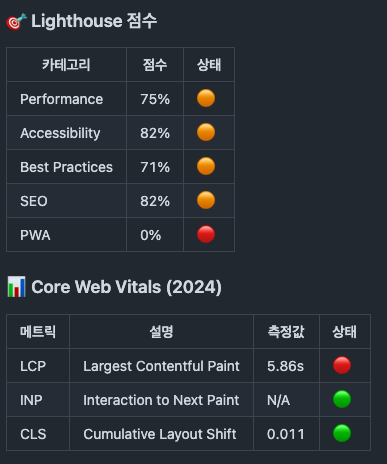 🎯 Lighthouse 점수
카테고리 점수 상태
Performance 75% 🟠
Accessibility 82% 🟠
Best Practices 71% 🟠
SEO 82% 🟠
PWA 0% 🔴
📊 Core Web Vitals (2024)
메트릭 설명 측정값 상태
LCP Largest Contentful Paint 5.86s 🔴
INP Interaction to Next Paint N/A 🟢
CLS Cumulative Layout Shift 0.011 🟢